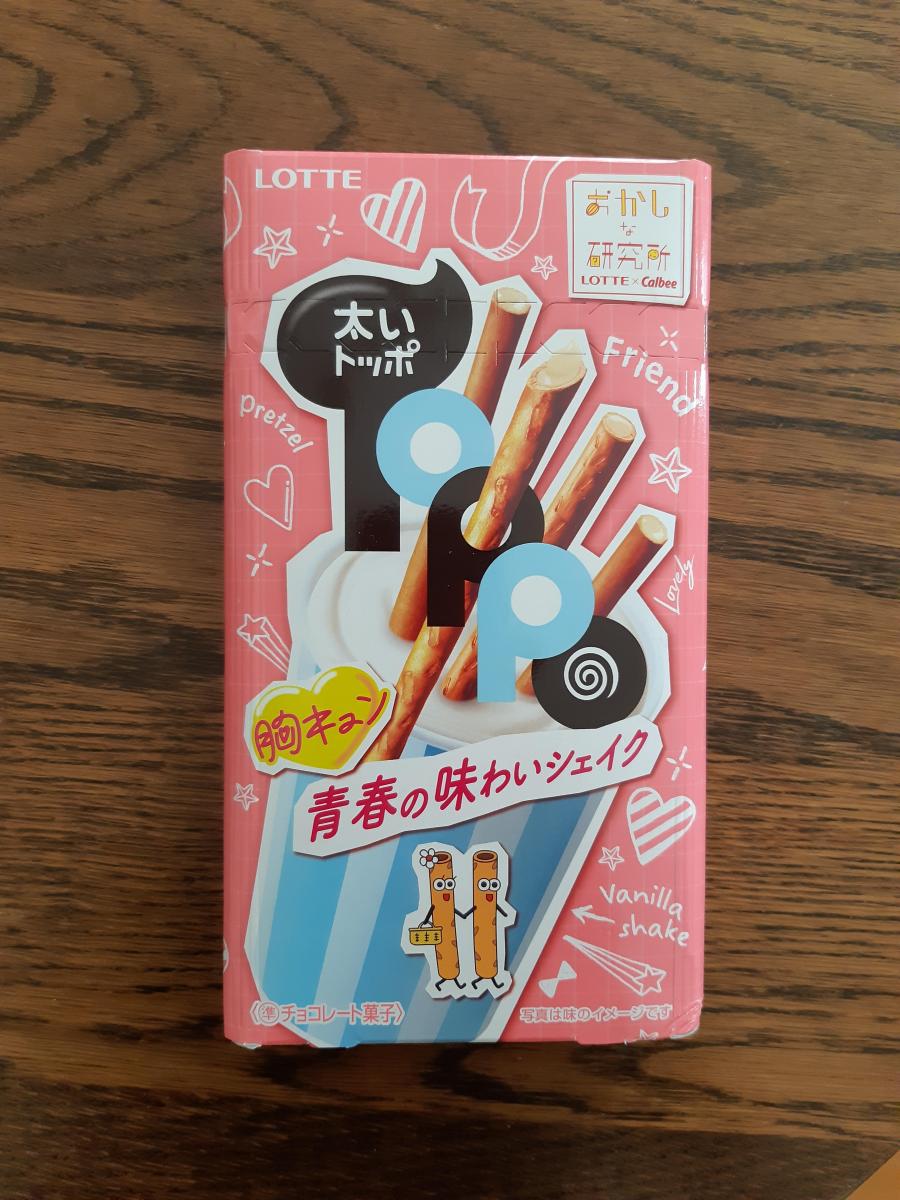 LOTTE
おかし
な
研究所
LOTTE×Calbee
太い
トッポ
Toppo
Friend
pretzel
Lovely
胸キュン
青春の味わいシェイク
Vanilla
shake
〈準チョコレート菓子〉
写真は味のイメージです